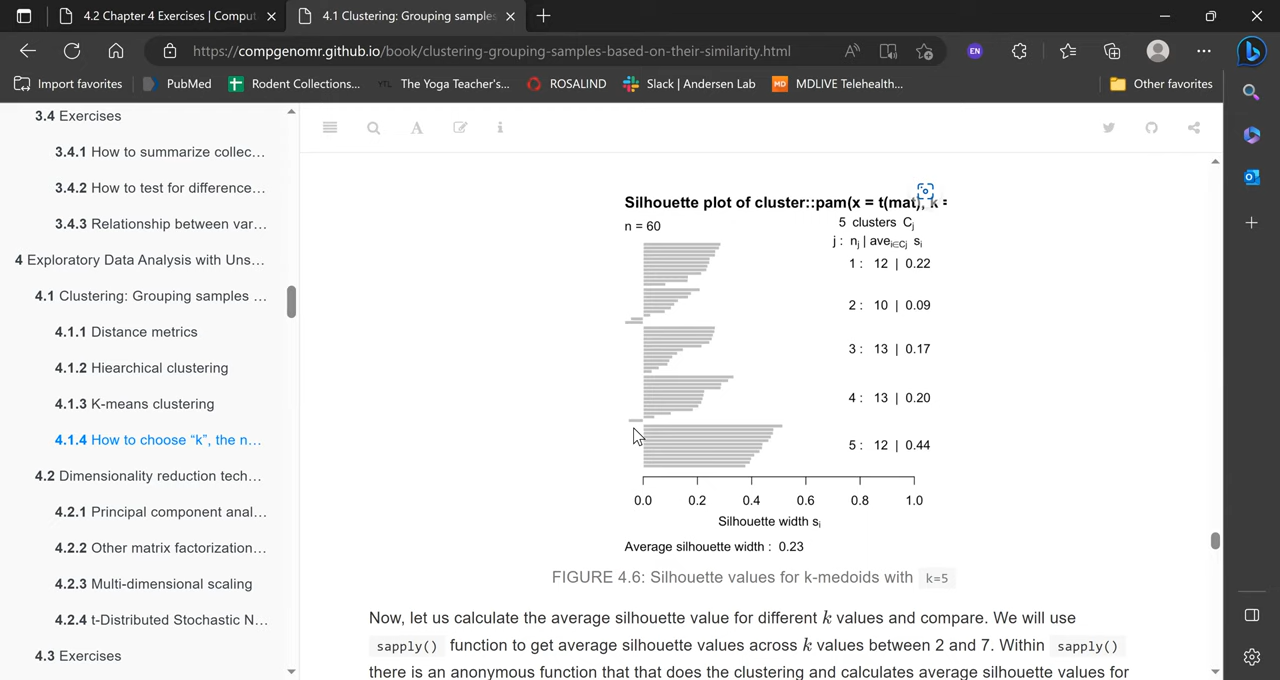 4.2 Chapter 4 Exercises | Comput
4.1 Clustering: Grouping samples
https://compgenomr.github.io/book/clustering-grouping-samples-based-on-their-similarity.html
EN
Import favorites
PubMed
Rodent Collections...
YTL The Yoga Teacher's...
ROSALIND
Slack | Andersen Lab
MD MDLIVE Telehealth...
Other favorites
3.4 Exercises
3.4.1 How to summarize collec...
3.4.2 How to test for difference...
3.4.3 Relationship between var...
4 Exploratory Data Analysis with Uns...
4.1 Clustering: Grouping samples ...
4.1.1 Distance metrics
4.1.2 Hiearchical clustering
4.1.3 K-means clustering
4.1.4 How to choose “k”, the n...
4.2 Dimensionality reduction tech...
4.2.1 Principal component anal...
4.2.2 Other matrix factorization...
4.2.3 Multi-dimensional scaling
4.2.4 t-Distributed Stochastic N...
4.3 Exercises
Silhouette plot of cluster::pam(x = t(mat), k =
n = 60
5 clusters Cj
j : nj | avei∈Cj si
1 : 12 | 0.22
2 : 10 | 0.09
3 : 13 | 0.17
4 : 13 | 0.20
5 : 12 | 0.44
0.0 0.2 0.4 0.6 0.8 1.0
Silhouette width si
Average silhouette width : 0.23
FIGURE 4.6: Silhouette values for k-medoids with k=5
Now, let us calculate the average silhouette value for different k values and compare. We will use
sapply() function to get average silhouette values across k values between 2 and 7. Within sapply()
there is an anonymous function that that does the clustering and calculates average silhouette values for